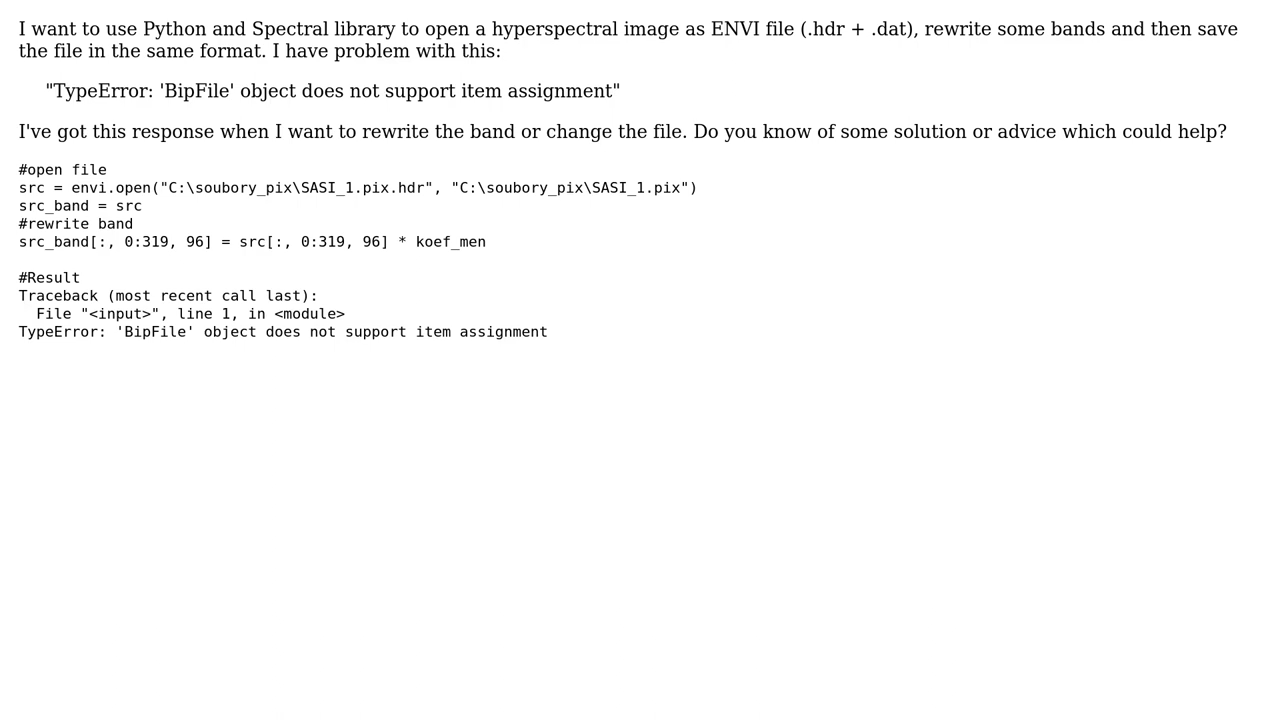 I want to use Python and Spectral library to open a hyperspectral image as ENVI file (.hdr + .dat), rewrite some bands and then save
the file in the same format. I have problem with this:
"TypeError: 'BipFile' object does not support item assignment"
I've got this response when I want to rewrite the band or change the file. Do you know of some solution or advice which could help?
#open file
src = envi.open("C:\soubory_pix\SASI_1.pix.hdr", "C:\soubory_pix\SASI_1.pix")
src_band = src
#rewrite band
src_band[:, 0:319, 96] = src[:, 0:319, 96] * koef_men
#Result
Traceback (most recent call last):
  File "<input>", line 1, in <module>
TypeError: 'BipFile' object does not support item assignment